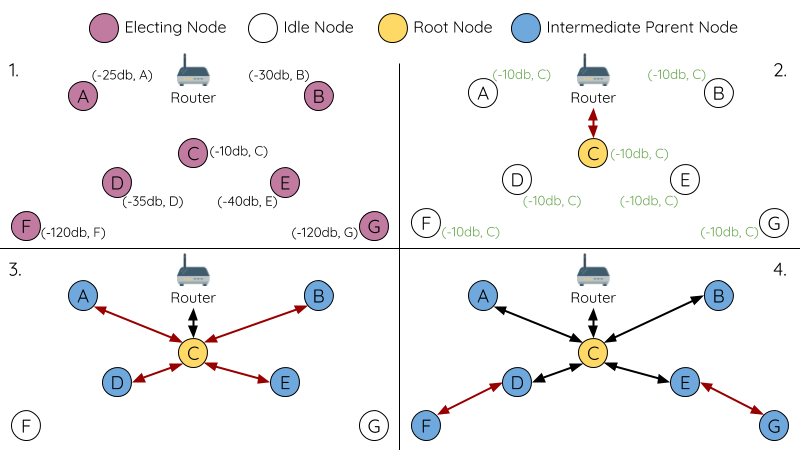 Electing Node
Idle Node
Root Node
Intermediate Parent Node
1.
(-25db, A)
(-30db, B)
A
Router
B
C
(-10db, C)
D
E
(-35db, D)
(-40db, E)
F
(-120db, F)
(-120db, G)
G
2.
(-10db, C)
(-10db, C)
A
Router
B
C
(-10db, C)
D
E
(-10db, C)
(-10db, C)
F
(-10db, C)
(-10db, C)
G
3.
A
Router
B
C
D
E
F
G
4.
A
Router
B
C
D
E
F
G